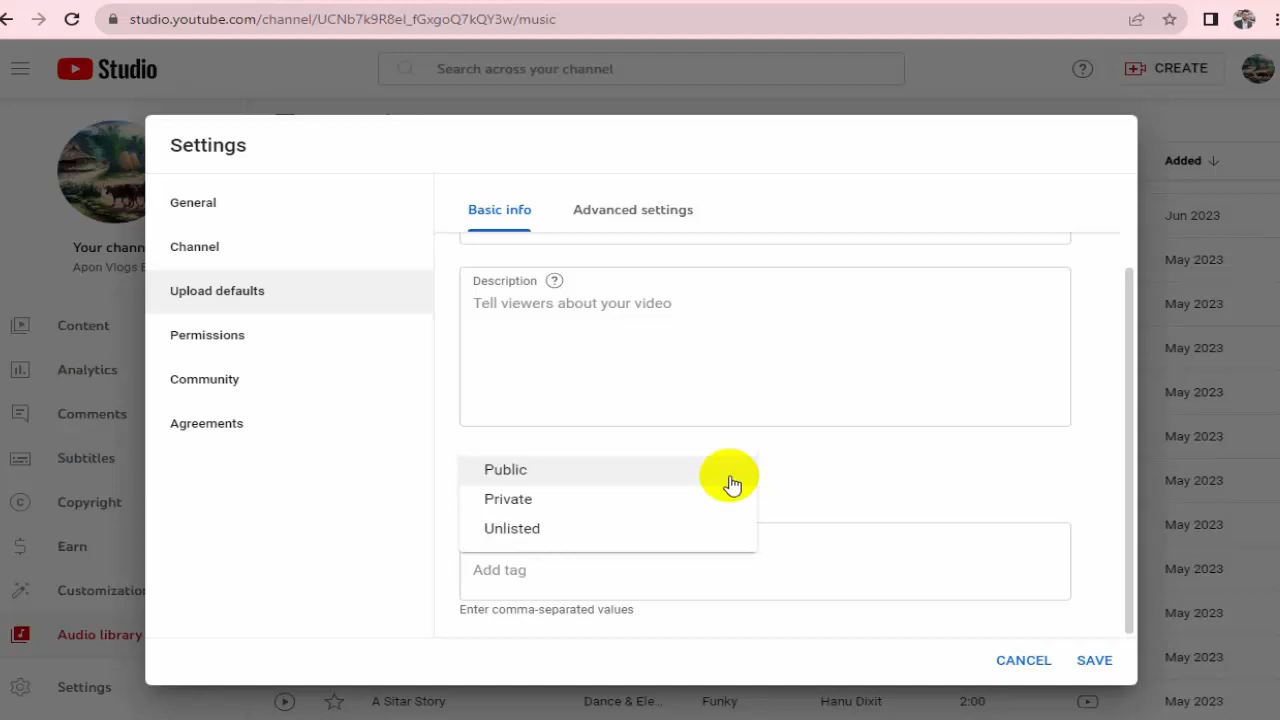 studio.youtube.com/channel/UCNb7k9R8eI_fGxgoQ7kQY3w/music
Studio
Search across your channel
CREATE
Settings
Added
General
Basic info
Advanced settings
Jun 2023
Your chann
Channel
Apon Vlogs B
May 2023
Description
Upload defaults
Tell viewers about your video
May 2023
Content
Permissions
May 2023
Analytics
Community
May 2023
Comments
Agreements
May 2023
Subtitles
Public
May 2023
Copyright
Private
May 2023
Unlisted
Earn
Add tag
May 2023
Customization
Enter comma-separated values
May 2023
Audio library
CANCEL
SAVE
May 2023
Settings
A Sitar Story
Dance & Ele...
Funky
Hanu Dixit
2:00
May 2023